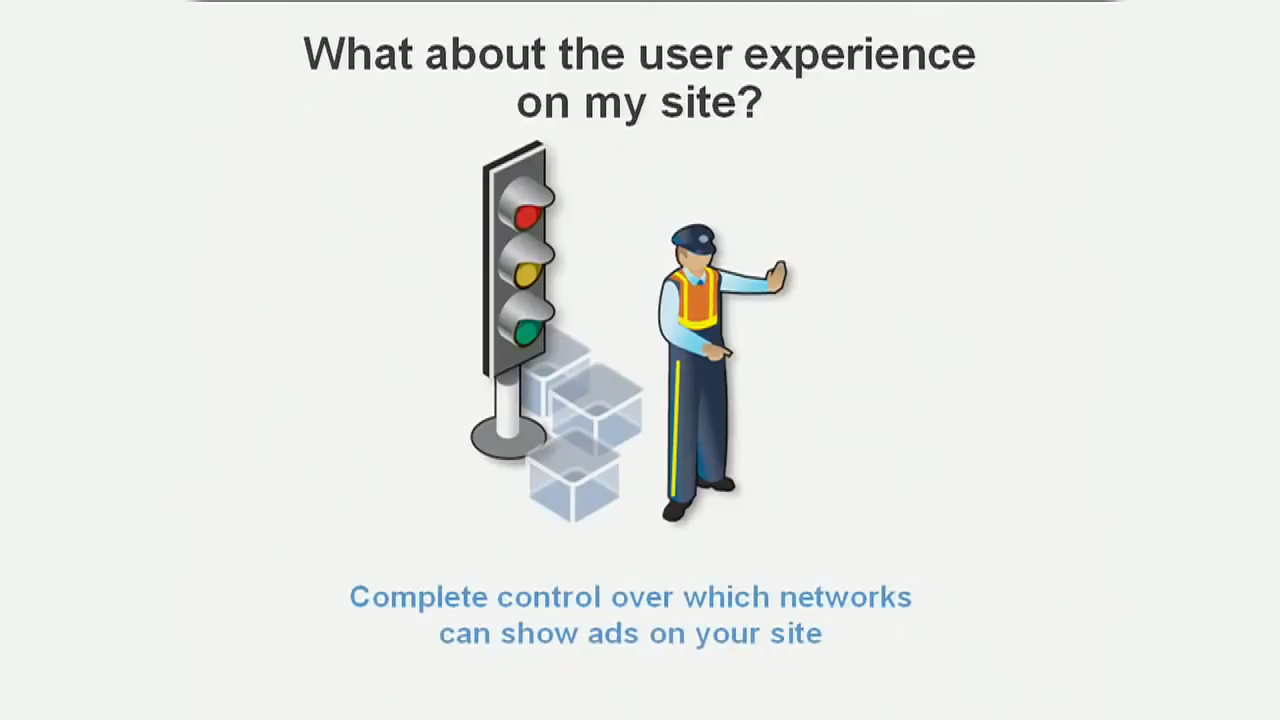 What about the user experience
on my site?
Complete control over which networks
can show ads on your site